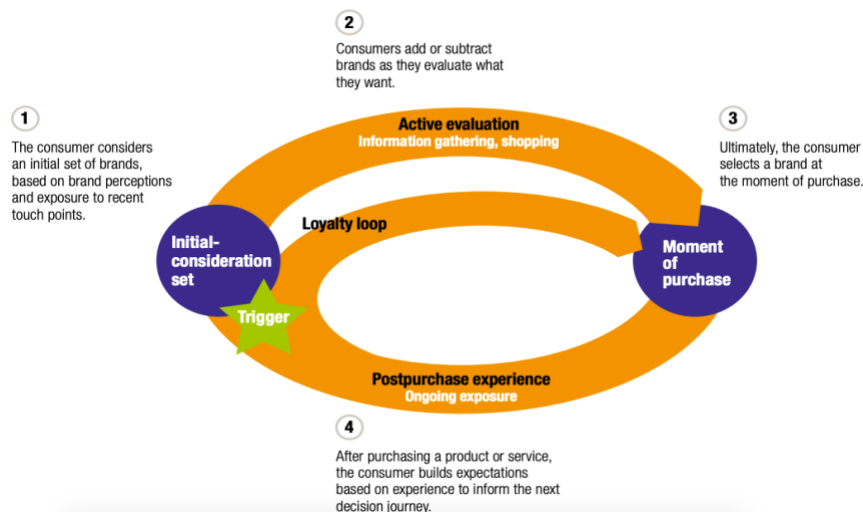 1
The consumer considers
an initial set of brands,
based on brand perceptions
and exposure to recent
touch points.
2
Consumers add or subtract
brands as they evaluate what
they want.
3
Ultimately, the consumer
selects a brand at
the moment of purchase.
Active evaluation
Information gathering, shopping
Loyalty loop
Initial-
consideration
set
Trigger
Moment
of
purchase
Postpurchase experience
Ongoing exposure
4
After purchasing a product or service,
the consumer builds expectations
based on experience to inform the next
decision journey.